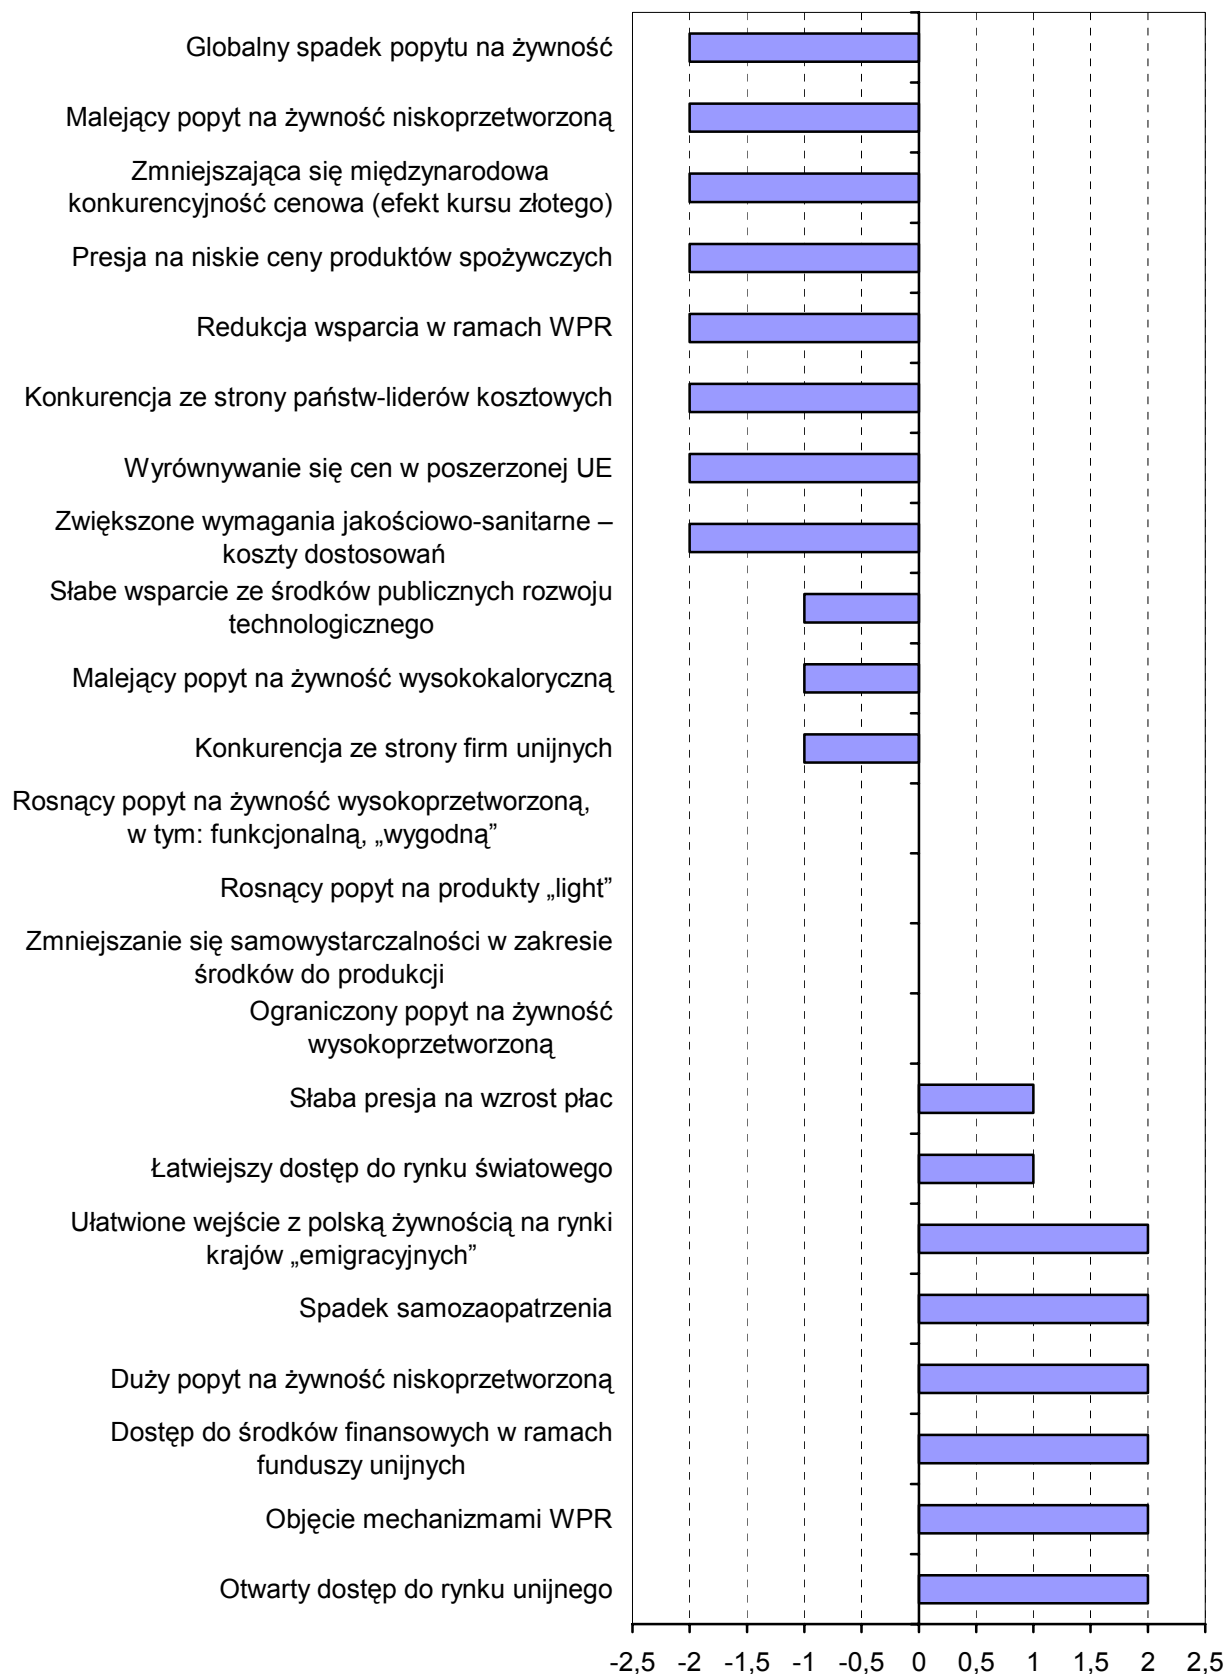 Globalny spadek popytu na żywność
Malejący popyt na żywność niskoprzetworzoną
Zmniejszająca się międzynarodowa
konkurencyjność cenowa (efekt kursu złotego)
Presja na niskie ceny produktów spożywczych
Redukcja wsparcia w ramach WPR
Konkurencja ze strony państw-liderów kosztowych
Wyrównywanie się cen w poszerzonej UE
Zwiększone wymagania jakościowo-sanitarne –
koszty dostosowań
Słabe wsparcie ze środków publicznych rozwoju
technologicznego
Malejący popyt na żywność wysokokaloryczną
Konkurencja ze strony firm unijnych
Rosnący popyt na żywność wysokoprzetworzoną,
w tym: funkcjonalną, „wygodną”
Rosnący popyt na produkty „light”
Zmniejszanie się samowystarczalności w zakresie
środków do produkcji
Ograniczony popyt na żywność
wysokoprzetworzoną
Słaba presja na wzrost płac
Łatwiejszy dostęp do rynku światowego
Ułatwione wejście z polską żywnością na rynki
krajów „emigracyjnych”
Spadek samozaopatrzenia
Duży popyt na żywność niskoprzetworzoną
Dostęp do środków finansowych w ramach
funduszy unijnych
Objęcie mechanizmami WPR
Otwarty dostęp do rynku unijnego
-2,5 -2 -1,5 -1 -0,5 0 0,5 1 1,5 2 2,5